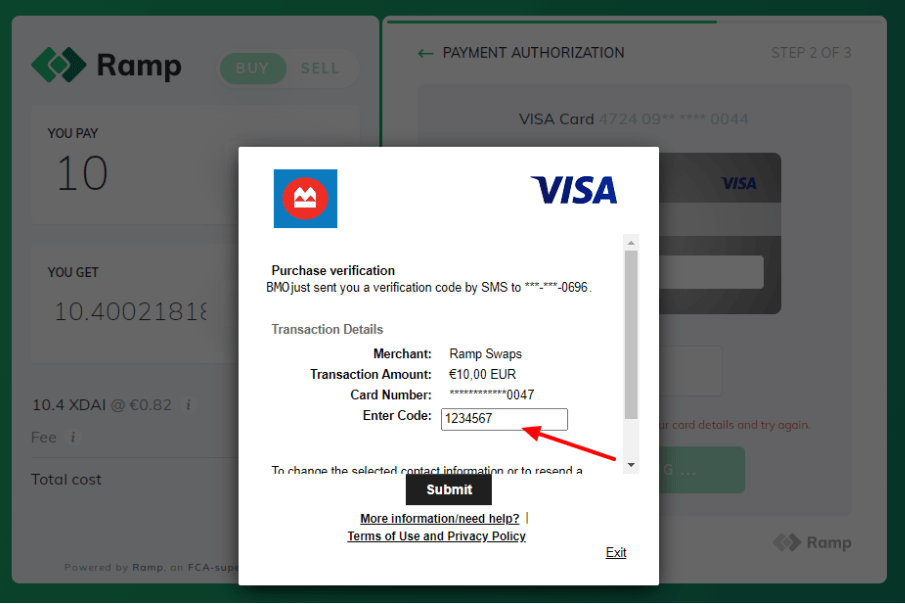 Ramp
BUY SELL
YOU PAY
10
YOU GET
10.40021818
10.4 XDAI @ €0.82 i
Fee i
Total cost
Powered by Ramp, an FCA-supe
← PAYMENT AUTHORIZATION STEP 2 OF 3
VISA Card 4724 09** **** 0044
VISA
ur card details and try again.
G ...
Ramp
VISA
Purchase verification
BMO just sent you a verification code by SMS to ***-***-0696.
Transaction Details
Merchant: Ramp Swaps
Transaction Amount: €10,00 EUR
Card Number: ************0047
Enter Code: 1234567
To change the selected contact information or to resend a
Submit
More information/need help? |
Terms of Use and Privacy Policy
Exit